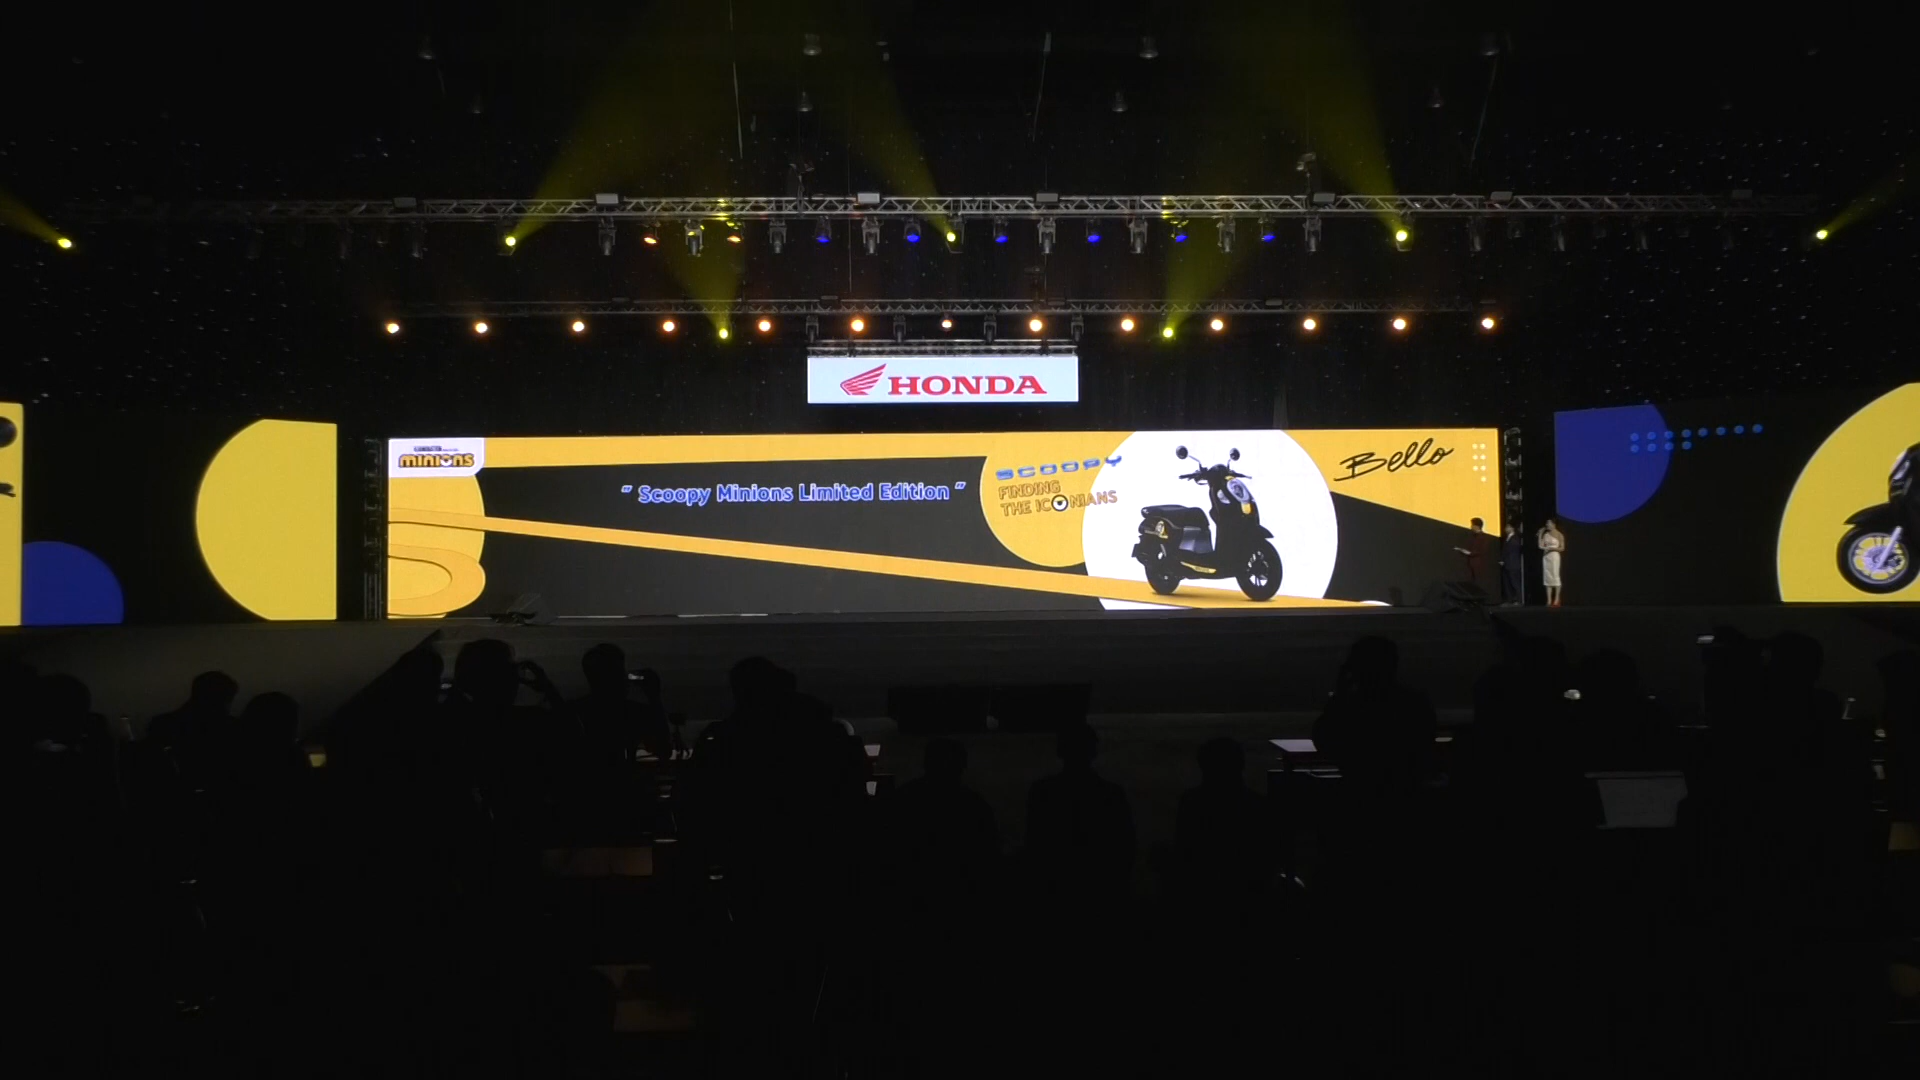 HONDA
MINIONS
" Scoopy Minions Limited Edition "
SCOOPY
FINDING
THE ICONIANS
Bello